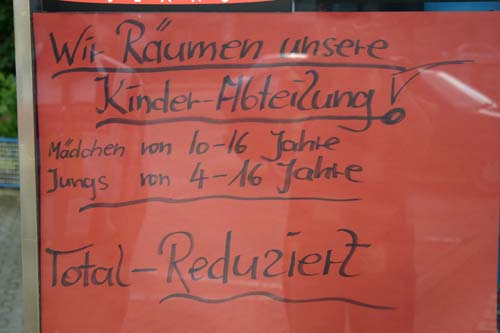 Wir Räumen unsere
Kinder-Abteilung!
Mädchen von 10-16 Jahre
Jungs von 4-16 Jahre
Total-Reduziert